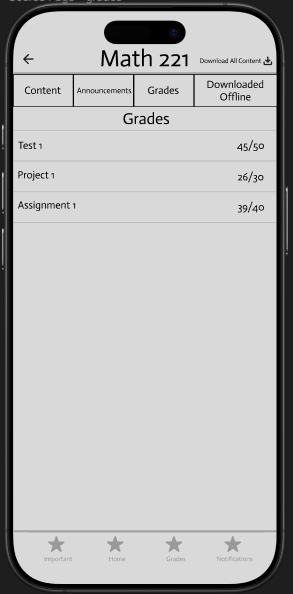 Math 221
Download All Content
Content
Announcements
Grades
Downloaded
Offline
Grades
Test 1
45/50
Project 1
26/30
Assignment 1
39/40
Important
Home
Grades
Notifications